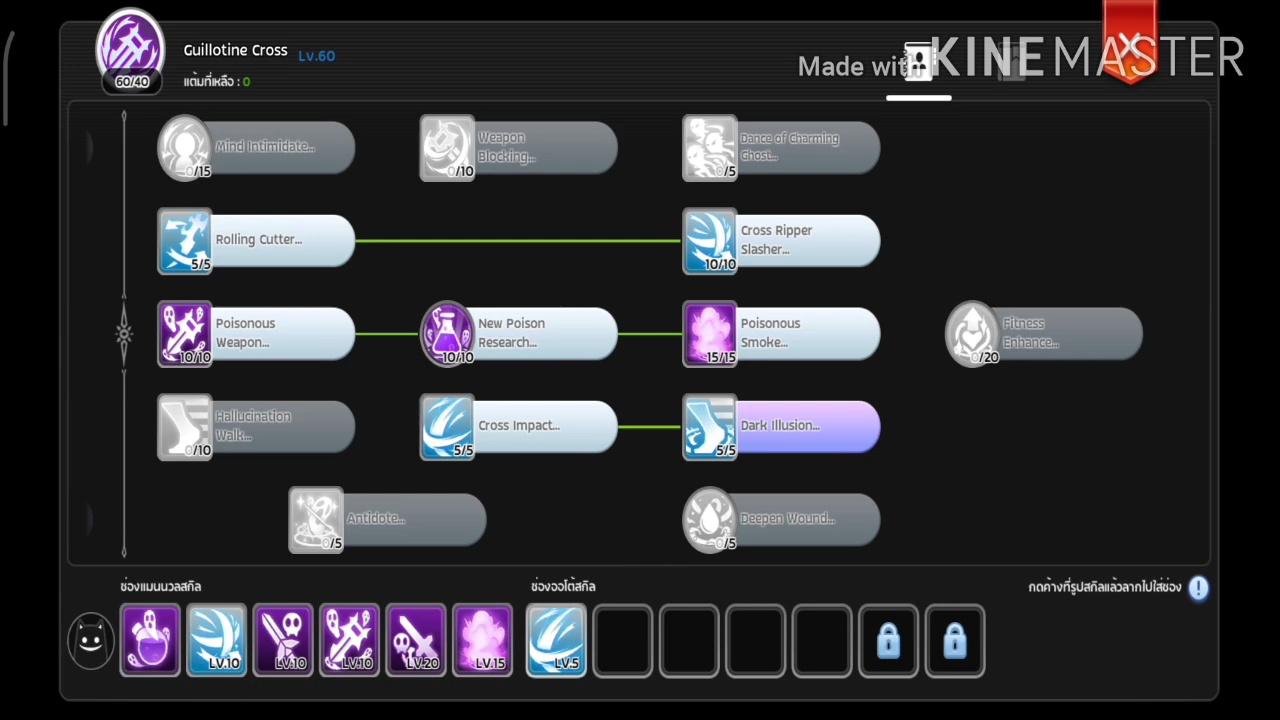 Guillotine Cross Lv.60
60/40
แต้มที่เหลือ : 0
Made with KINEMASTER
Mind Intimidate...
0/15
Weapon
Blocking...
0/10
Dance of Charming
Ghost...
0/5
Rolling Cutter...
5/5
Cross Ripper
Slasher...
10/10
Poisonous
Weapon...
10/10
New Poison
Research...
10/10
Poisonous
Smoke...
15/15
Fitness
Enhance...
0/20
Hallucination
Walk...
0/10
Cross Impact...
5/5
Dark Illusion...
5/5
Antidote...
0/5
Deepen Wound...
0/5
ช่องแมนนวลสกิล
ช่องออโต้สกิล
กดค้างที่รูปสกิลแล้วลากไปใส่ช่อง
LV.10
LV.10
LV.10
LV.20
LV.15
LV.5